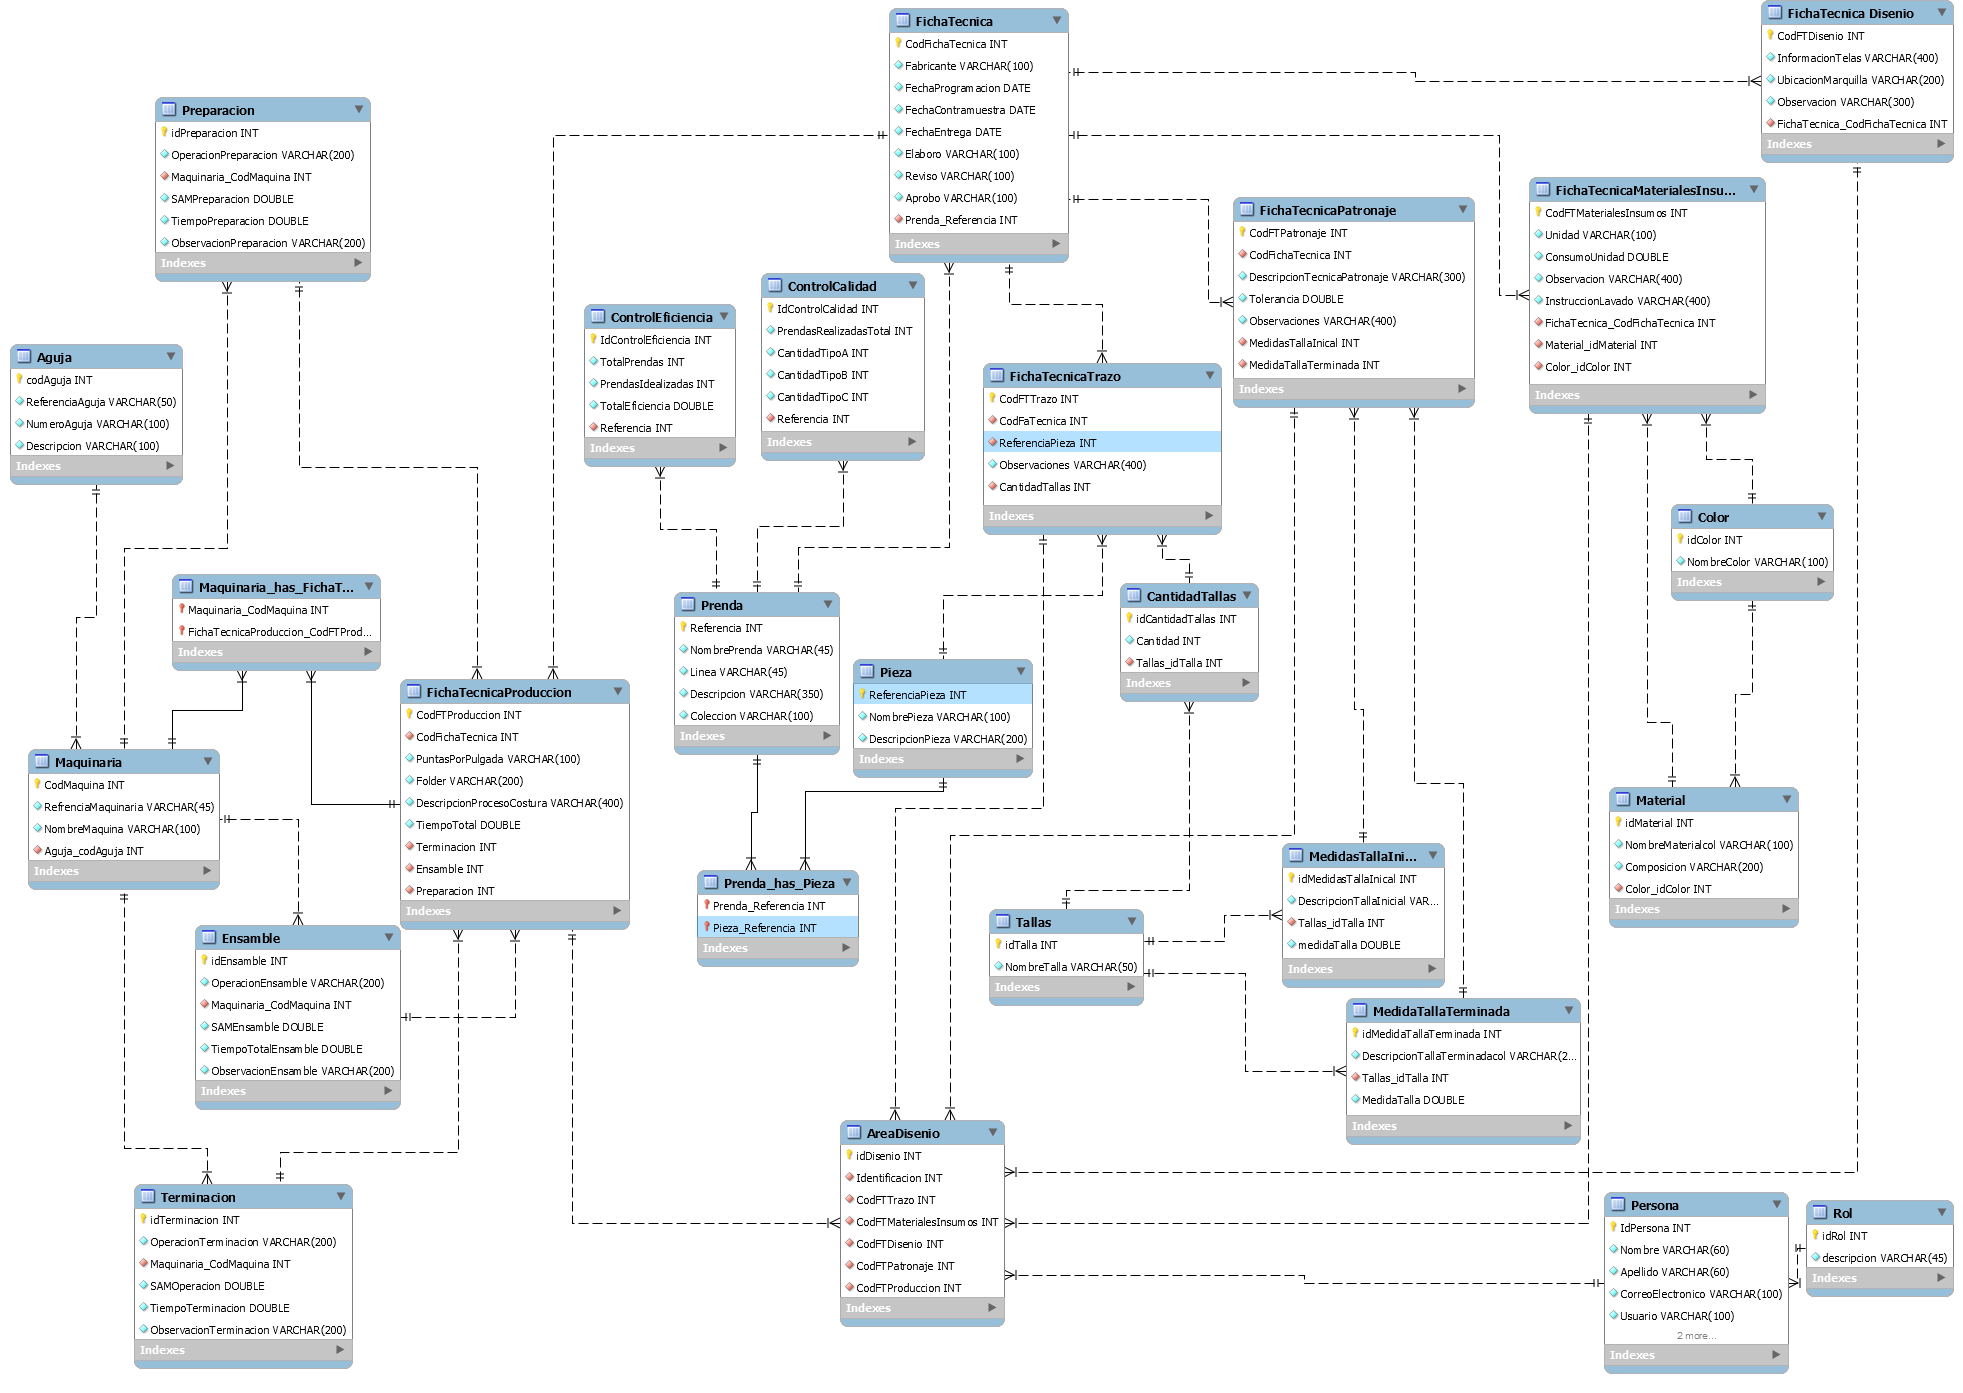 FichaTecnica
CodFichaTecnica INT
Fabricante VARCHAR(100)
FechaProgramacion DATE
FechaContramuestra DATE
FechaEntrega DATE
Elaboro VARCHAR(100)
Reviso VARCHAR(100)
Aprobo VARCHAR(100)
Prenda_Referencia INT
Indexes
FichaTecnica Disenio
CodFTDisenio INT
InformacionTelas VARCHAR(400)
UbicacionMarquilla VARCHAR(200)
Observacion VARCHAR(300)
FichaTecnica_CodFichaTecnica INT
Indexes
Preparacion
idPreparacion INT
OperacionPreparacion VARCHAR(200)
Maquinaria_CodMaquina INT
SAMPreparacion DOUBLE
TiempoPreparacion DOUBLE
ObservacionPreparacion VARCHAR(200)
Indexes
FichaTecnicaMaterialesInsu...
CodFTMaterialesInsumos INT
Unidad VARCHAR(100)
ConsumoUnidad DOUBLE
Observacion VARCHAR(400)
InstruccionLavado VARCHAR(400)
FichaTecnica_CodFichaTecnica INT
Material_idMaterial INT
Color_idColor INT
Indexes
FichaTecnicaPatronaje
CodFTPatronaje INT
CodFichaTecnica INT
DescripcionTecnicaPatronaje VARCHAR(300)
Tolerancia DOUBLE
Observaciones VARCHAR(400)
MedidasTallaInical INT
MedidasTallaTerminada INT
Indexes
ControlCalidad
IdControlCalidad INT
PrendasRealizadasTotal INT
CantidadTipoA INT
CantidadTipoB INT
CantidadTipoC INT
Referencia INT
Indexes
ControlEficiencia
IdControlEficiencia INT
TotalPrendas INT
PrendasIdealizadas INT
TotalEficiencia DOUBLE
Referencia INT
Indexes
Aguja
codAguja INT
ReferenciaAguja VARCHAR(50)
NumeroAguja VARCHAR(100)
Descripcion VARCHAR(100)
Indexes
FichaTecnicaTrazo
CodFTTrazo INT
CodFaTecnica INT
ReferenciaPieza INT
Observaciones VARCHAR(400)
CantidadTallas INT
Indexes
Color
idColor INT
NombreColor VARCHAR(100)
Indexes
Maquinaria_has_FichaT...
Maquinaria_CodMaquina INT
FichaTecnicaProduccion_CodFTProd...
Indexes
CantidadTallas
idCantidadTallas INT
Cantidad INT
Tallas_idTalla INT
Indexes
Prenda
Referencia INT
NombrePrenda VARCHAR(45)
Linea VARCHAR(45)
Descripcion VARCHAR(350)
Coleccion VARCHAR(100)
Indexes
Pieza
ReferenciaPieza INT
NombrePieza VARCHAR(100)
DescripcionPieza VARCHAR(200)
Indexes
FichaTecnicaProduccion
CodFTProduccion INT
CodFichaTecnica INT
PuntasPorPulgada VARCHAR(100)
Folder VARCHAR(200)
DescripcionProcesoCostura VARCHAR(400)
TiempoTotal DOUBLE
Terminacion INT
Ensamble INT
Preparacion INT
Indexes
Maquinaria
CodMaquina INT
RefrenciaMaquinaria VARCHAR(45)
NombreMaquina VARCHAR(100)
Aguja_codAguja INT
Indexes
Material
idMaterial INT
NombreMaterialcol VARCHAR(100)
Composicion VARCHAR(200)
Color_idColor INT
Indexes
MedidasTallaIni...
idMedidasTallaInical INT
DescripcionTallaInicial VAR...
Tallas_idTalla INT
medidaTalla DOUBLE
Indexes
Prenda_has_Pieza
Prenda_Referencia INT
Pieza_Referencia INT
Indexes
Tallas
idTalla INT
NombreTalla VARCHAR(50)
Indexes
Ensamble
idEnsamble INT
OperacionEnsamble VARCHAR(200)
Maquinaria_CodMaquina INT
SAMEnsamble DOUBLE
TiempoTotalEnsamble DOUBLE
ObservacionEnsamble VARCHAR(200)
Indexes
MedidaTallaTerminada
idMedidaTallaTerminada INT
DescripcionTallaTerminadacol VARCHAR(2...
Tallas_idTalla INT
MedidaTalla DOUBLE
Indexes
AreaDisenio
idDisenio INT
Identificacion INT
CodFTTrazo INT
CodFTMaterialesInsumos INT
CodFTDisenio INT
CodFTPatronaje INT
CodFTProduccion INT
Indexes
Terminacion
idTerminacion INT
OperacionTerminacion VARCHAR(200)
Maquinaria_CodMaquina INT
SAMOperacion DOUBLE
TiempoTerminacion DOUBLE
ObservacionTerminacion VARCHAR(200)
Indexes
Persona
IdPersona INT
Nombre VARCHAR(60)
Apellido VARCHAR(60)
CorreoElectronico VARCHAR(100)
Usuario VARCHAR(100)
2 more...
Indexes
Rol
idRol INT
descripcion VARCHAR(45)
Indexes